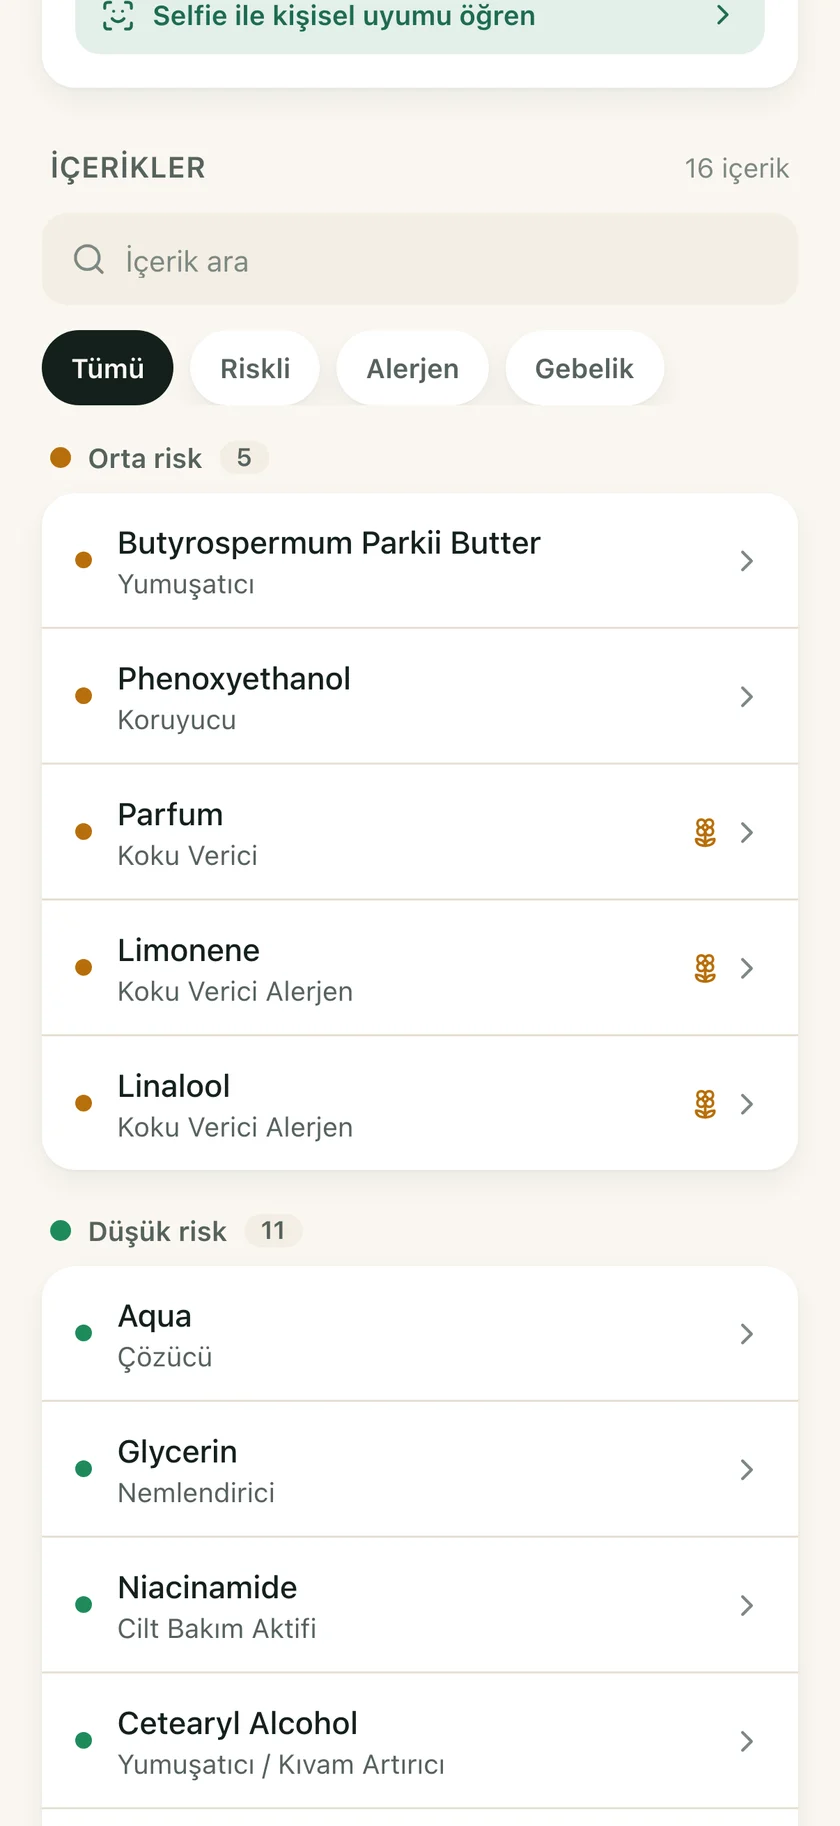 Selfie ile kişisel uyumu öğren
İÇERİKLER
16 içerik
İçerik ara
Tümü
Riskli
Alerjen
Gebelik
Orta risk 5
Butyrospermum Parkii Butter
Yumuşatıcı
Phenoxyethanol
Koruyucu
Parfum
Koku Verici
Limonene
Koku Verici Alerjen
Linalool
Koku Verici Alerjen
Düşük risk 11
Aqua
Çözücü
Glycerin
Nemlendirici
Niacinamide
Cilt Bakım Aktifi
Cetearyl Alcohol
Yumuşatıcı / Kıvam Artırıcı